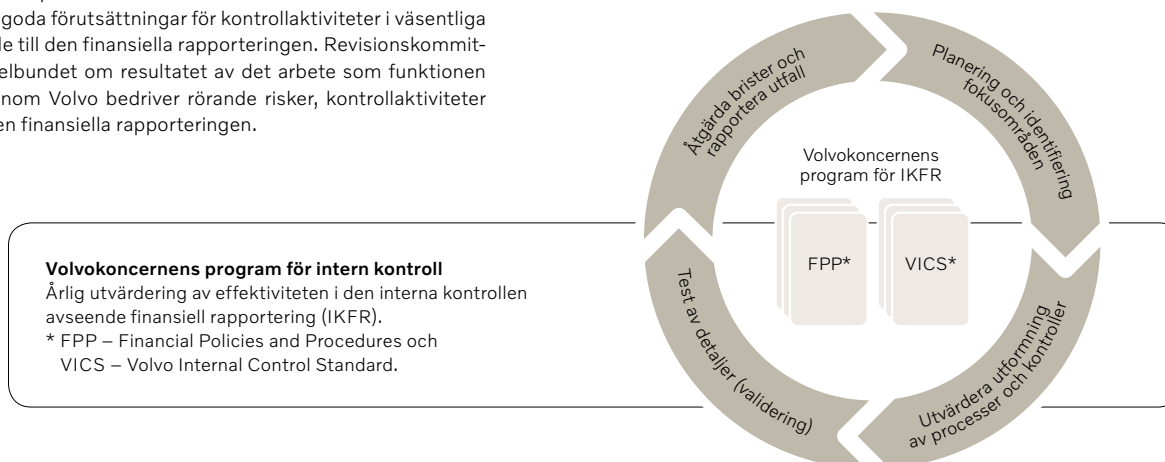 goda förutsättningar för kontrollaktiviteter i väsentliga
till den finansiella rapporteringen. Revisionskommit-
om resultatet av det arbete som funktionen
Volvo bedriver rörande risker, kontrollaktiviteter
finansiella rapporteringen.
Åtgärda brister och
rapportera utfall
Planering och identifiering
fokusområden
Volvokoncernens
program för IKFR
FPP*
VICS*
Volvokoncernens program för intern kontroll
Årlig utvärdering av effektiviteten i den interna kontrollen
avseende finansiell rapportering (IKFR).
* FPP – Financial Policies and Procedures och
VICS – Volvo Internal Control Standard.
Test av detaljer (validering)
Utvärdera utformning
av processer och kontroller